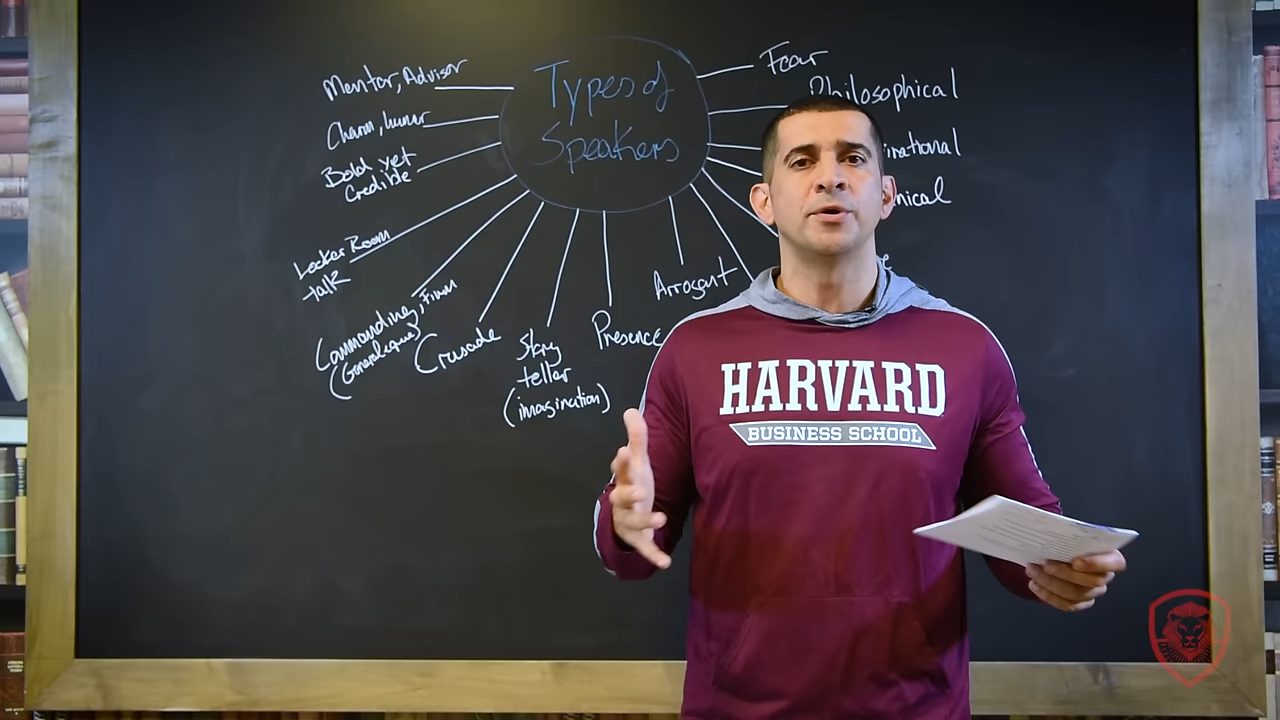 Types of
Speakers
Mentor, Advisor
Charm, humor
Bold yet
Credible
Locker Room
talk
Commanding, Firm
Crusade
Story
teller
(imagination)
Presence
Arrogant
Fear
Philosophical
HARVARD
BUSINESS SCHOOL